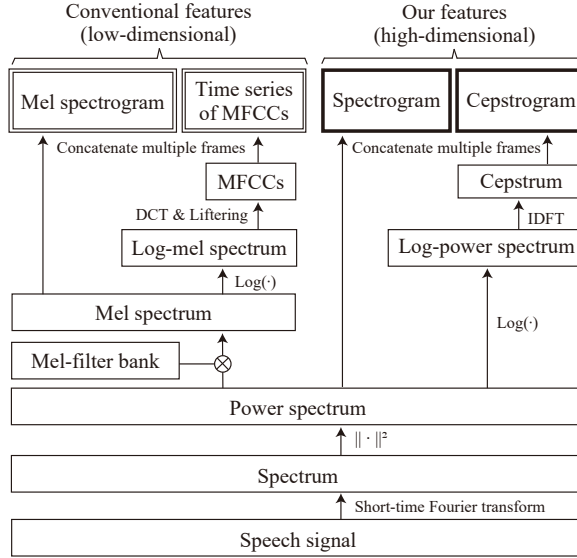 Conventional features
(low-dimensional)
Our features
(high-dimensional)
Mel spectrogram
Time series
of MFCCs
Spectrogram
Cepstrogram
Concatenate multiple frames
Concatenate multiple frames
MFCCs
Cepstrum
DCT & Liftering
IDFT
Log-mel spectrum
Log-power spectrum
Log(·)
Mel spectrum
Log(·)
Mel-filter bank
Power spectrum
‖ · ‖²
Spectrum
Short-time Fourier transform
Speech signal